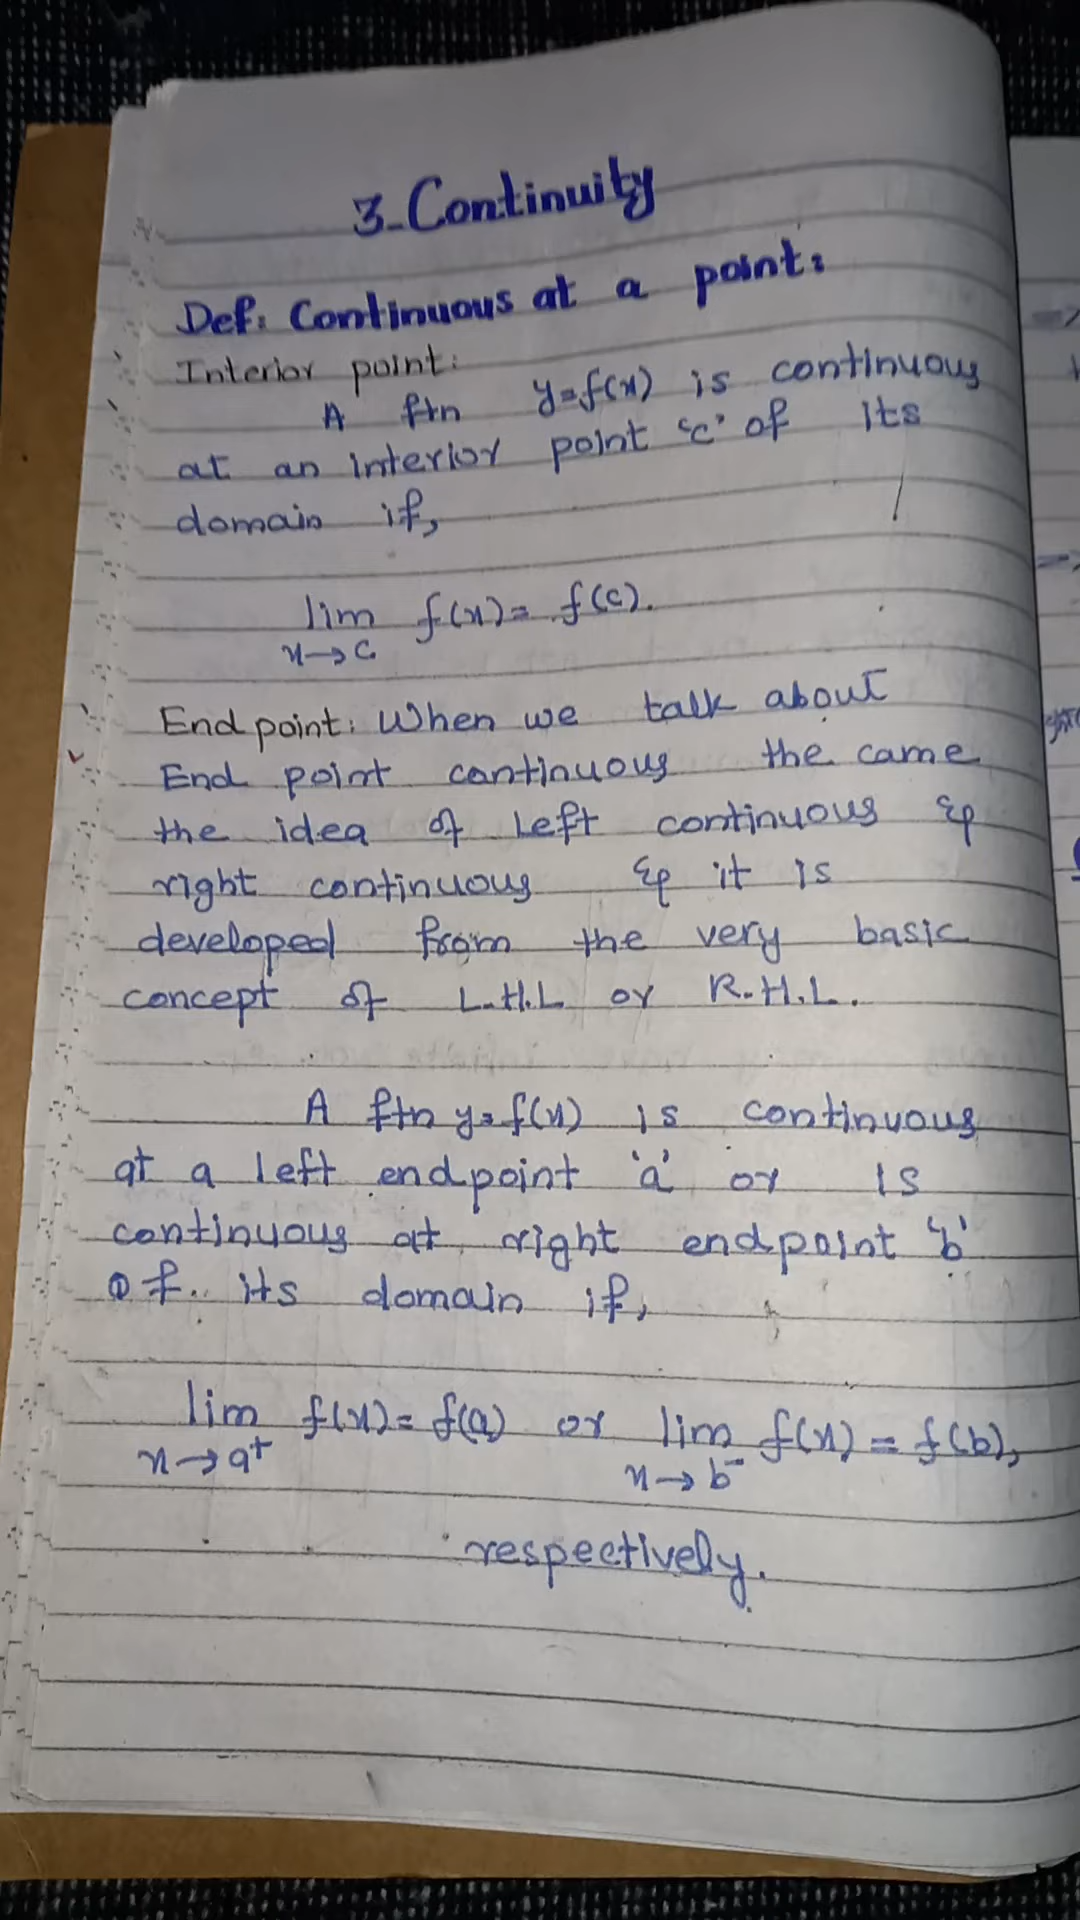 3. Continuity
Def: Continuous at a point:
Interior point:
A ftn y=f(x) is continuous
at an interior point 'c' of its
domain if,
lim f(x) = f(c).
x→c
End point: When we talk about
End point continuous the came
the idea of Left continuous &
right continuous & it is
developed from the very basic
concept of L.H.L or R.H.L.
A ftn y=f(x) is continuous
at a left endpoint 'a' or is
continuous at right endpoint 'b'
of its domain if,
lim f(x) = f(a) or lim f(x) = f(b),
x→a⁺ x→b⁻
respectively.